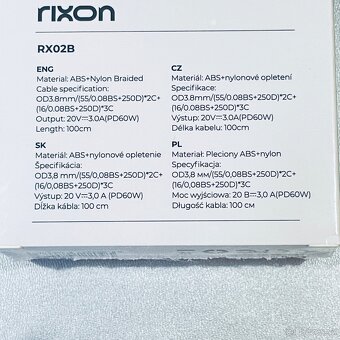 rixon
RX02B
ENG
Material: ABS+Nylon Braided
Cable specification:
OD3.8mm/(55/0.08BS+250D)*2C+
(16/0.08BS+250D)*3C
Output: 20V⎓3.0A(PD60W)
Length: 100cm
CZ
Materiál: ABS+nylonové opletení
Specifikace:
OD3.8mm/(55/0.08BS+250D)*2C+
(16/0.08BS+250D)*3C
Výstup: 20V⎓3.0A(PD60W)
Délka kabelu: 100cm
SK
Materiál: ABS+nylonové opletenie
Špecifikácia:
OD3,8 mm/(55/0,08BS+250D)*2C+
(16/0,08BS+250D)*3C
Výstup: 20 V⎓3,0 A (PD60W)
Dĺžka kábla: 100 cm
PL
Materiał: Pleciony ABS+nylon
Specyfikacja:
OD3,8 мм/(55/0,08BS+250D)*2C+
(16/0,08BS+250D)*3C
Moc wyjściowa: 20 B⎓3,0 A (PD60W)
Długość kabla: 100 см